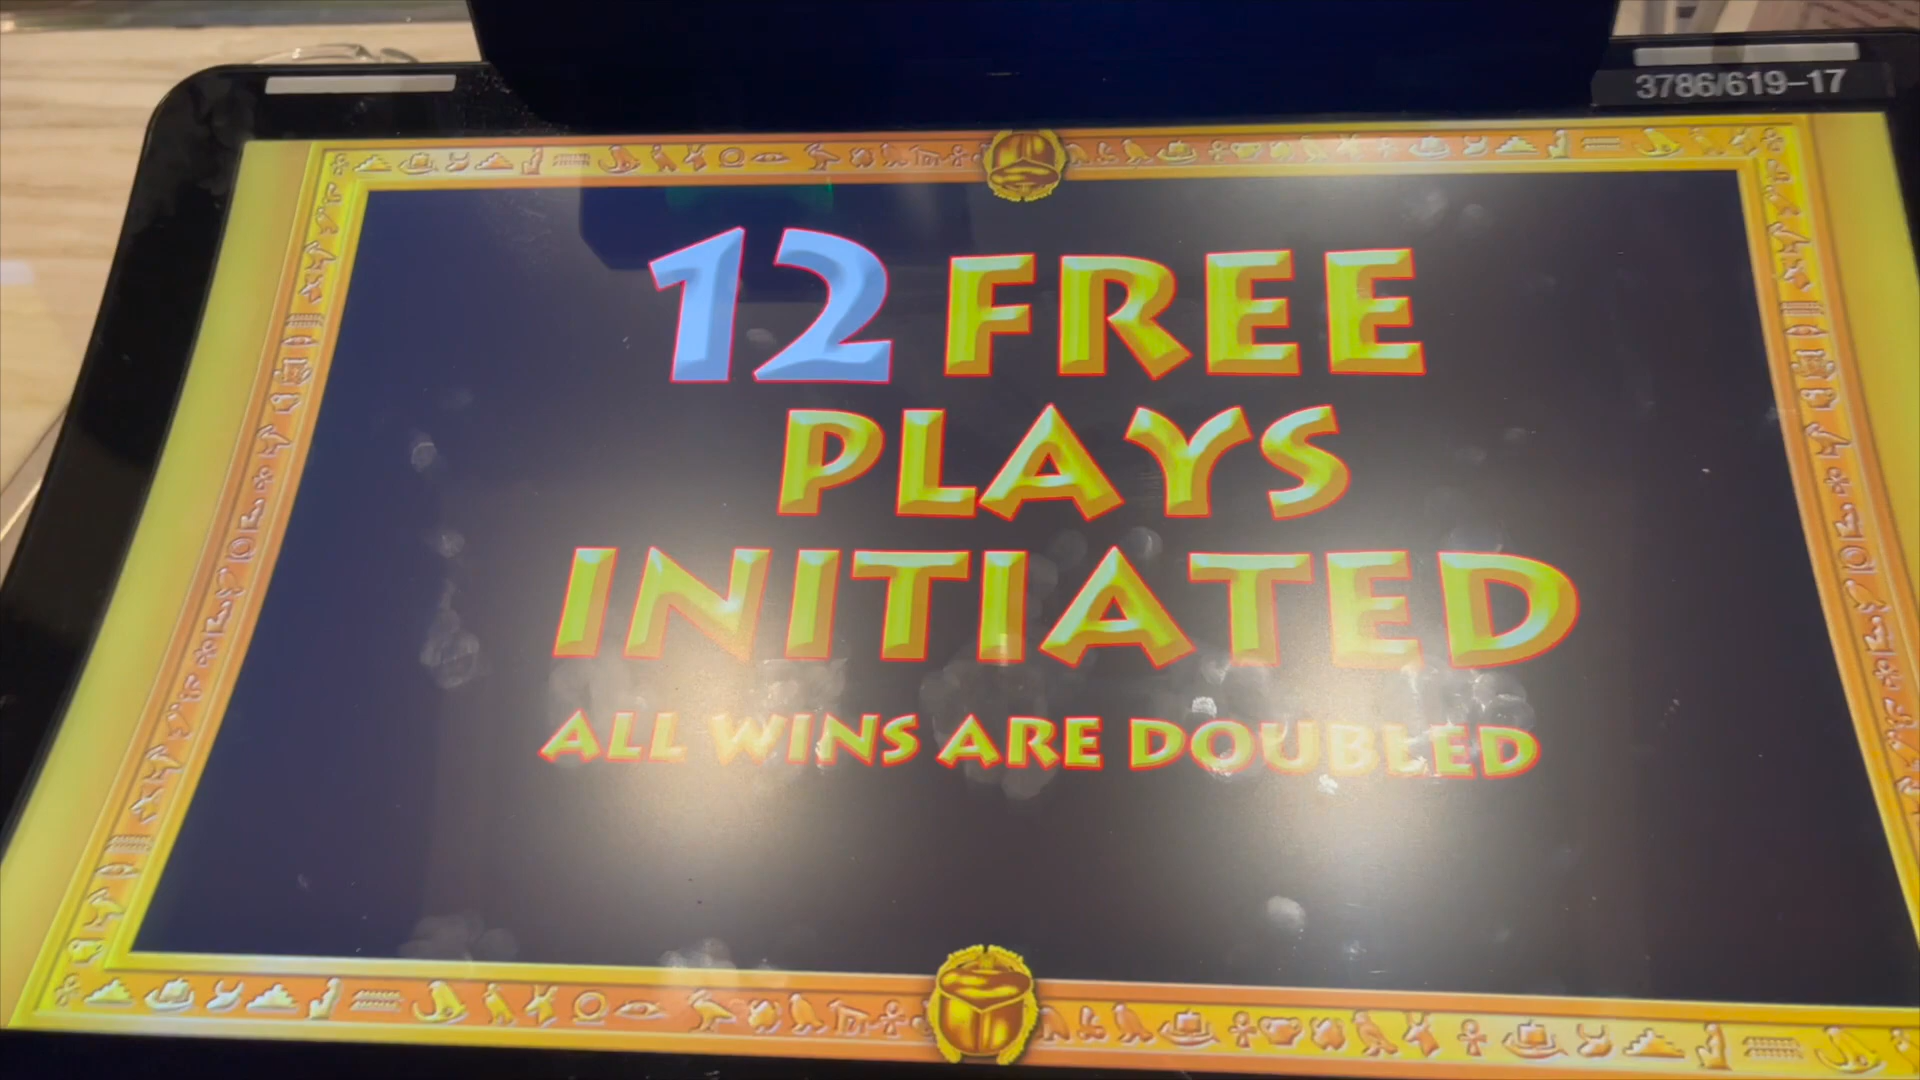 3786/619-17
12 FREE
PLAYS
INITIATED
ALL WINS ARE DOUBLED